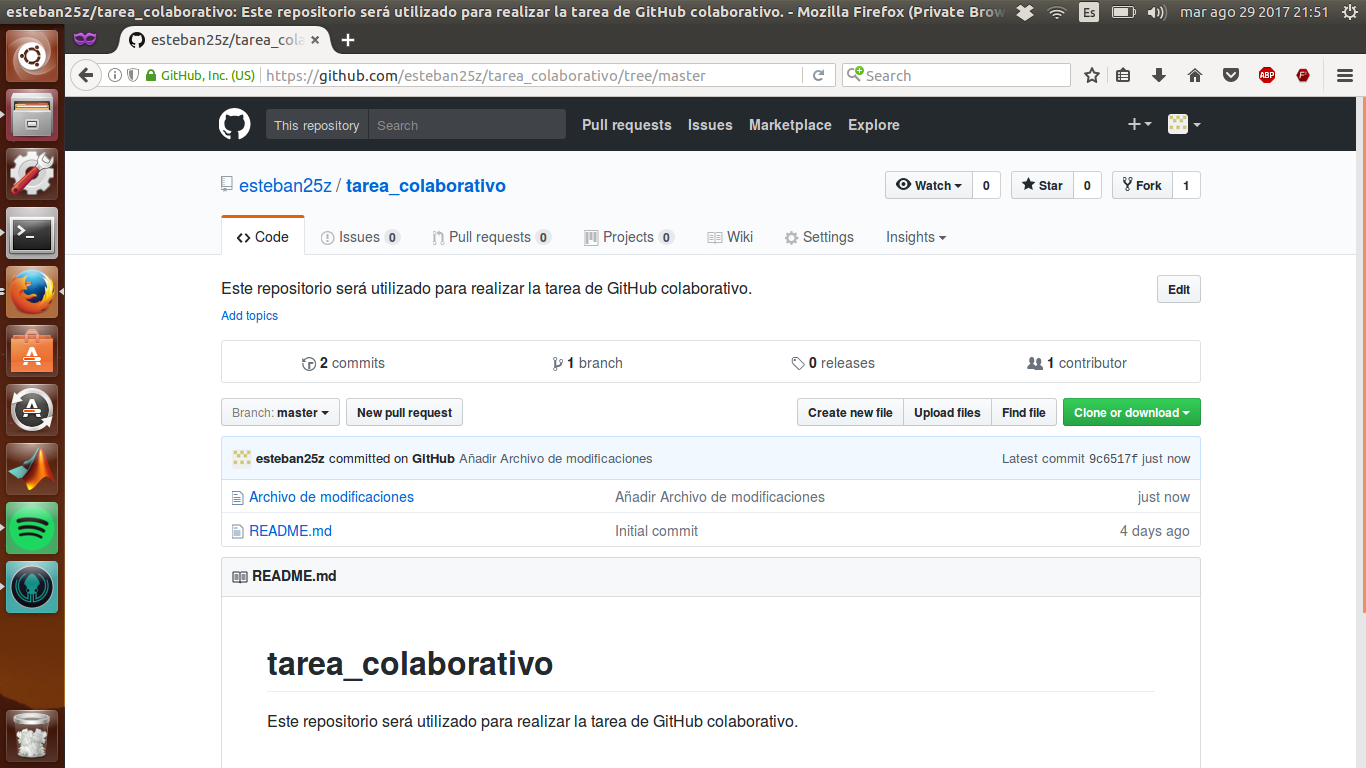 esteban25z/tarea_colaborativo: Este repositorio será utilizado para realizar la tarea de GitHub colaborativo. - Mozilla Firefox (Private Brow
Es
mar ago 29 2017 21:51
esteban25z/tarea_cola
GitHub, Inc. (US)
https://github.com/esteban25z/tarea_colaborativo/tree/master
Search
ABP
This repository
Search
Pull requests
Issues
Marketplace
Explore
esteban25z / tarea_colaborativo
Watch 0
Star 0
Fork 1
Code
Issues 0
Pull requests 0
Projects 0
Wiki
Settings
Insights
Este repositorio será utilizado para realizar la tarea de GitHub colaborativo.
Edit
Add topics
2 commits
1 branch
0 releases
1 contributor
Branch: master
New pull request
Create new file
Upload files
Find file
Clone or download
esteban25z committed on GitHub Añadir Archivo de modificaciones
Latest commit 9c6517f just now
Archivo de modificaciones
Añadir Archivo de modificaciones
just now
README.md
Initial commit
4 days ago
README.md
tarea_colaborativo
Este repositorio será utilizado para realizar la tarea de GitHub colaborativo.